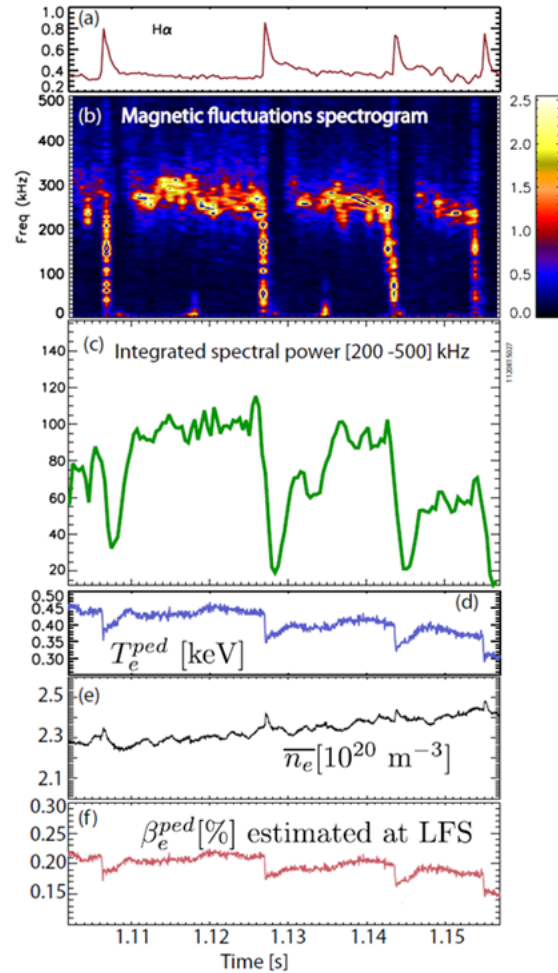 (a)
Hα
1.0
0.8
0.6
0.4
0.2
500
400
300
200
100
0
Freq (kHz)
(b) Magnetic fluctuations spectrogram
2.5
2.0
1.5
1.0
0.5
0.0
(c) Integrated spectral power [200 -500] kHz
1120815027
140
120
100
80
60
40
20
(d)
0.50
0.45
0.40
0.35
0.30
T_e^{ped} [keV]
(e)
2.5
2.3
2.1
\overline{n_e}[10^{20} m^{-3}]
(f)
0.30
0.25
0.20
0.15
β_e^{ped}[%] estimated at LFS
1.11 1.12 1.13 1.14 1.15
Time [s]